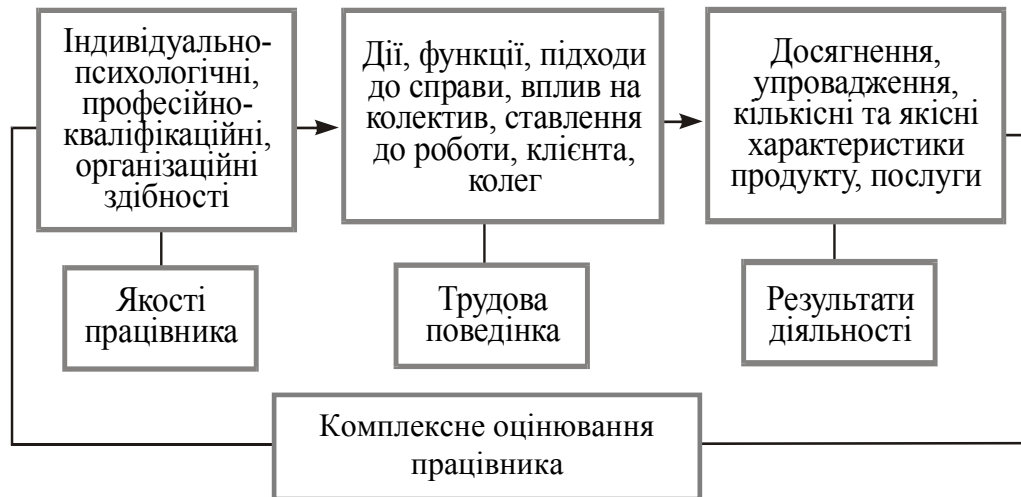 Індивідуально-
психологічні,
професійно-
кваліфікаційні,
організаційні
здібності
Дії, функції, підходи
до справи, вплив на
колектив, ставлення
до роботи, клієнта,
колег
Досягнення,
упровадження,
кількісні та якісні
характеристики
продукту, послуги
Якості
працівника
Трудова
поведінка
Результати
діяльності
Комплексне оцінювання
працівника